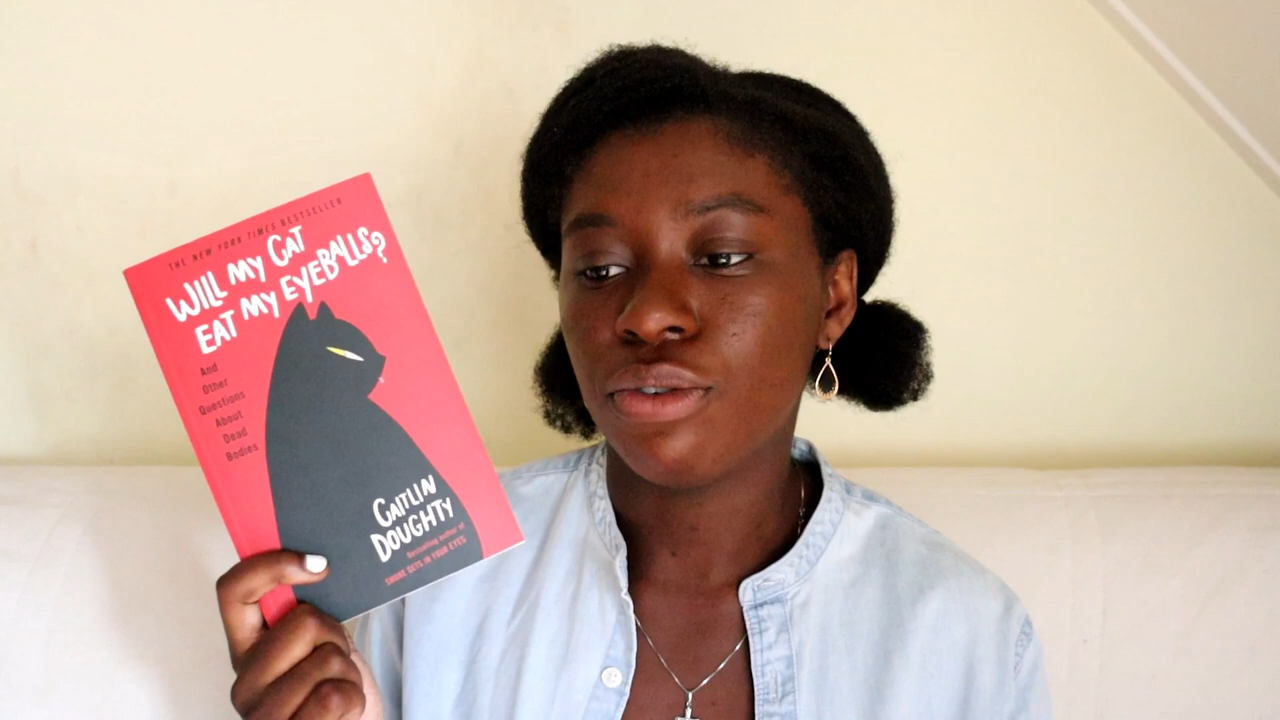 THE NEW YORK TIMES BESTSELLER
WILL MY CAT
EAT MY EYEBALLS?
And
Other
Questions
About
Dead
Bodies
CAITLIN
DOUGHTY
Bestselling author of
SMOKE GETS IN YOUR EYES